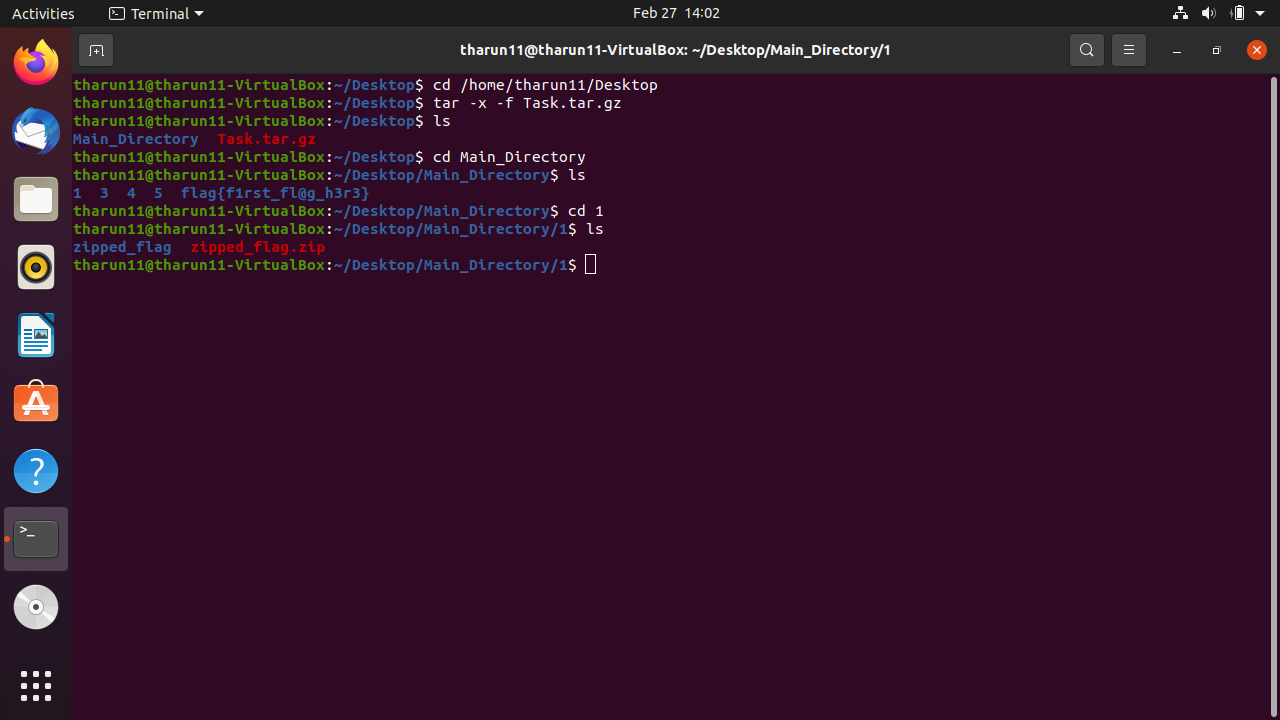 Activities Terminal Feb 27 14:02
tharun11@tharun11-VirtualBox: ~/Desktop/Main_Directory/1
tharun11@tharun11-VirtualBox:~/Desktop$ cd /home/tharun11/Desktop
tharun11@tharun11-VirtualBox:~/Desktop$ tar -x -f Task.tar.gz
tharun11@tharun11-VirtualBox:~/Desktop$ ls
Main_Directory  Task.tar.gz
tharun11@tharun11-VirtualBox:~/Desktop$ cd Main_Directory
tharun11@tharun11-VirtualBox:~/Desktop/Main_Directory$ ls
1  3  4  5  flag{f1rst_fl@g_h3r3}
tharun11@tharun11-VirtualBox:~/Desktop/Main_Directory$ cd 1
tharun11@tharun11-VirtualBox:~/Desktop/Main_Directory/1$ ls
zipped_flag  zipped_flag.zip
tharun11@tharun11-VirtualBox:~/Desktop/Main_Directory/1$